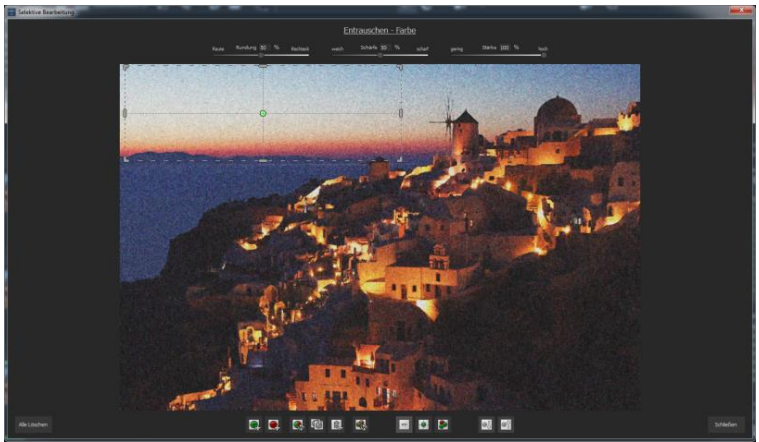 Selektive Bearbeitung
Entrauschen - Farbe
Raute Rundung 50 % Rechteck weich Schärfe 50 % scharf gering Stärke 100 % hoch
Alle Löschen
Schließen